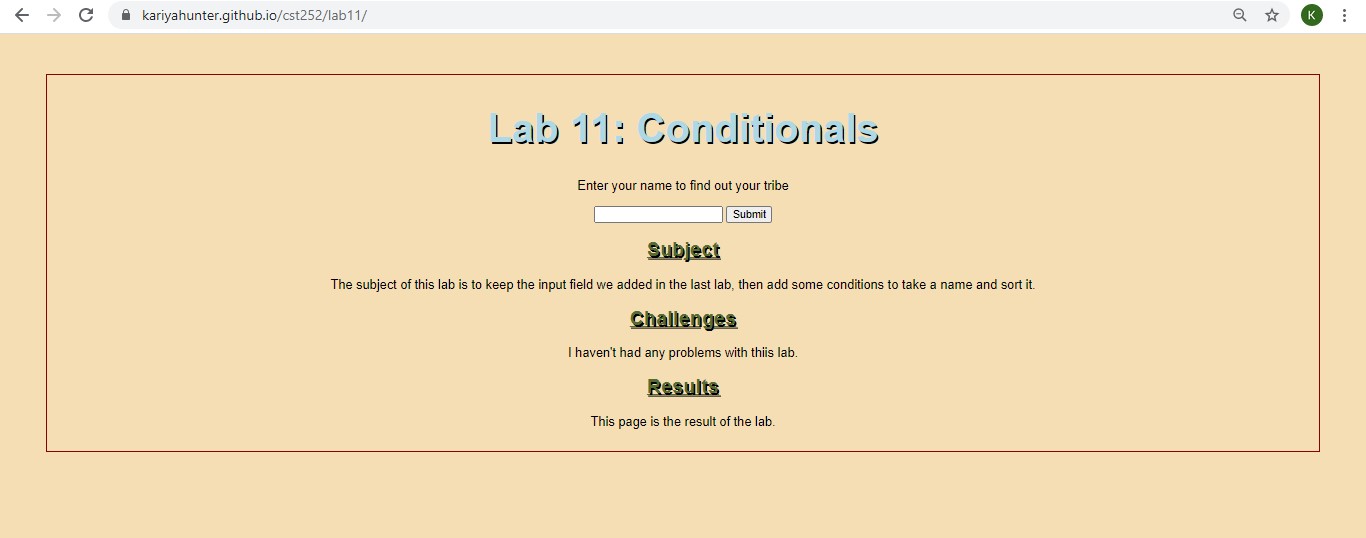 kariyahunter.github.io/cst252/lab11/
K
Lab 11: Conditionals
Enter your name to find out your tribe
Submit
Subject
The subject of this lab is to keep the input field we added in the last lab, then add some conditions to take a name and sort it.
Challenges
I haven't had any problems with thiis lab.
Results
This page is the result of the lab.